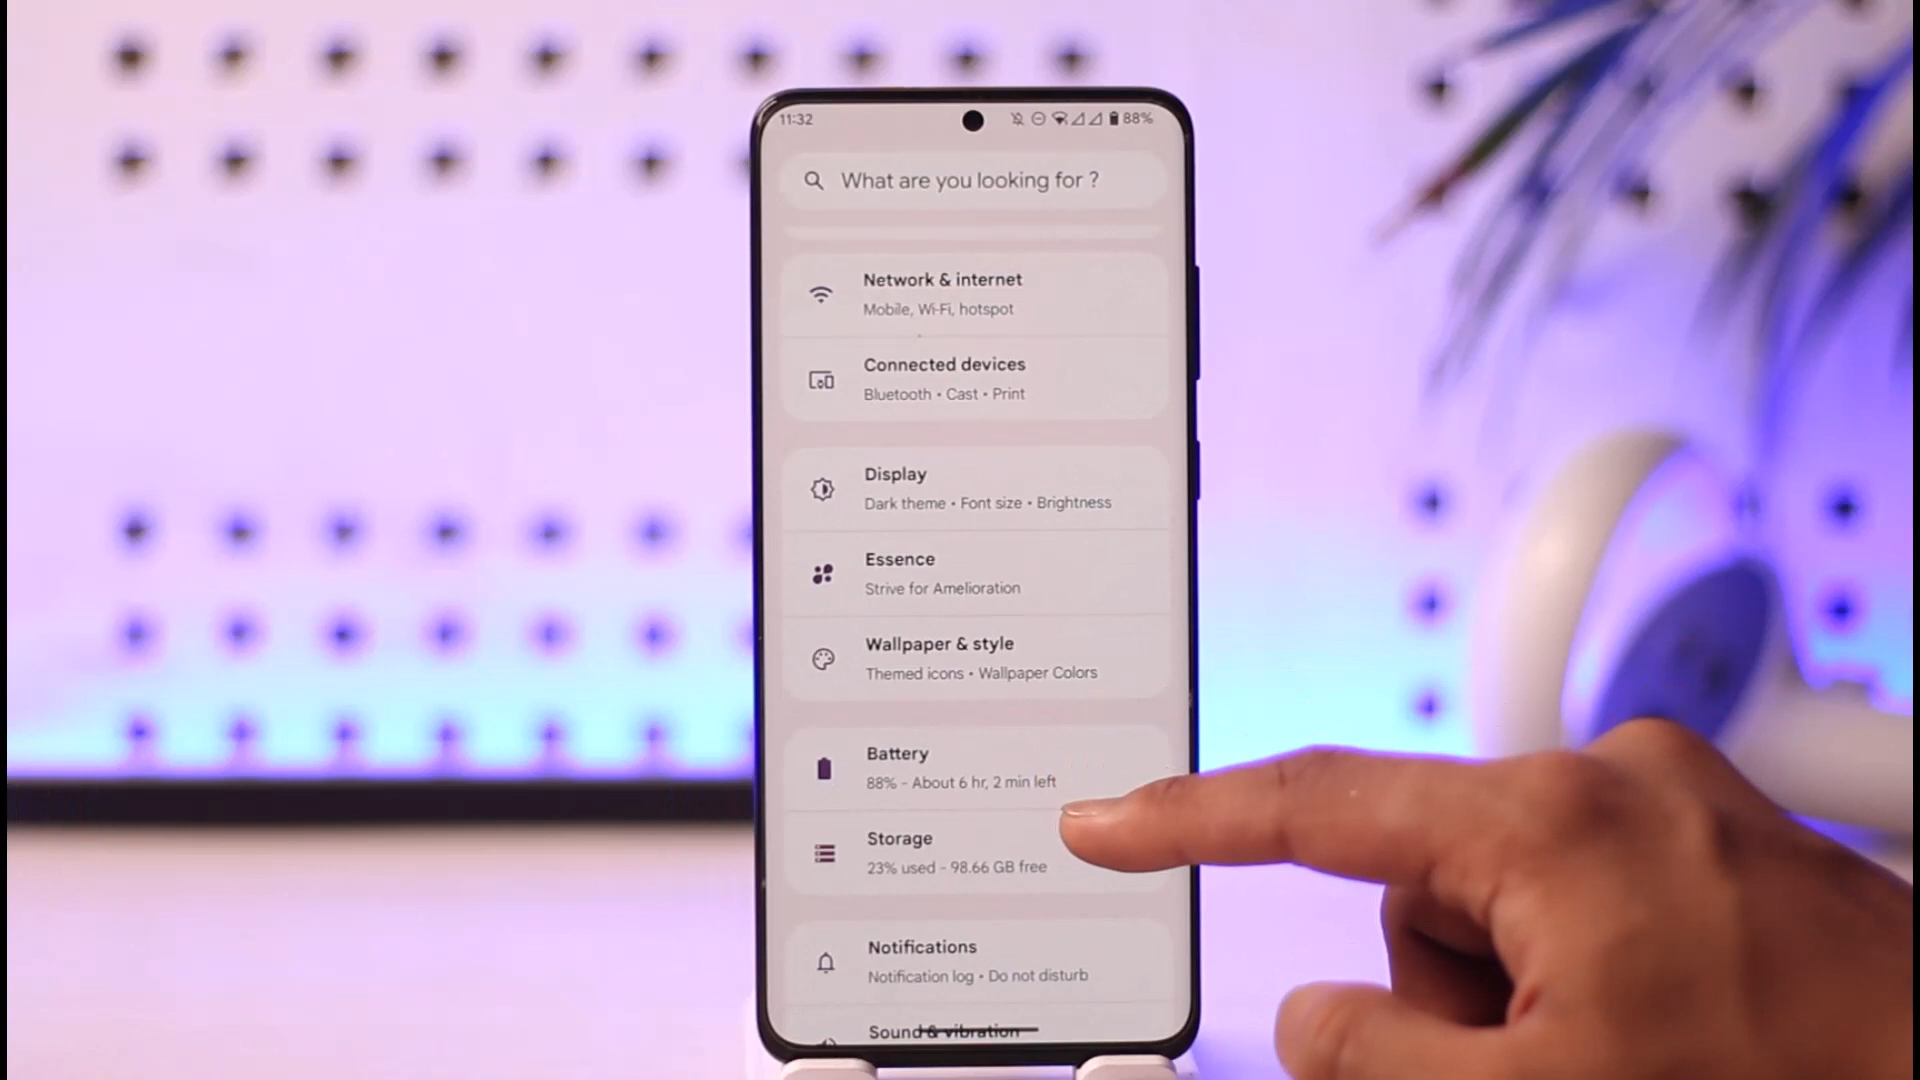 11:32
88%
What are you looking for ?
Network & internet
Mobile, Wi-Fi, hotspot
Connected devices
Bluetooth • Cast • Print
Display
Dark theme • Font size • Brightness
Essence
Strive for Amelioration
Wallpaper & style
Themed icons • Wallpaper Colors
Battery
88% - About 6 hr, 2 min left
Storage
23% used - 98.66 GB free
Notifications
Notification log • Do not disturb
Sound & vibration